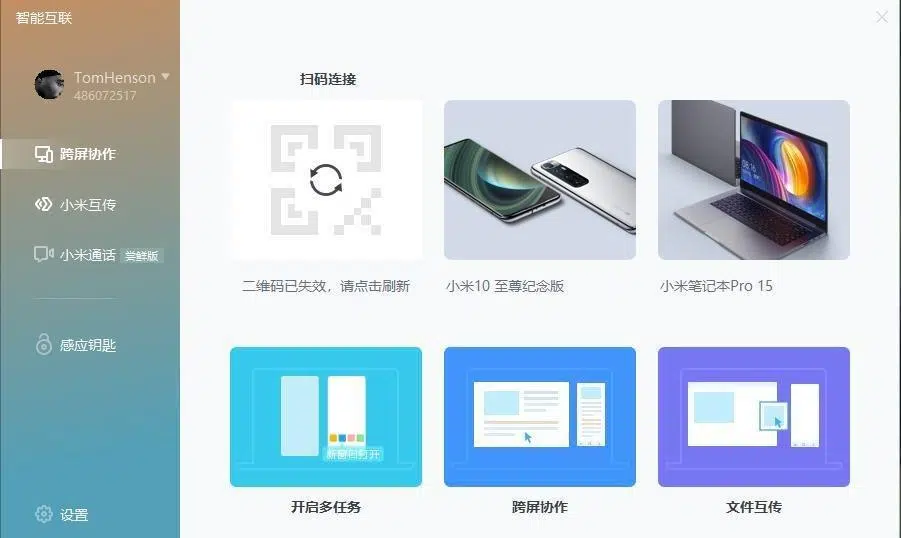 智能互联
TomHenson
486072517
跨屏协作
小米互传
小米通话 尝鲜版
感应钥匙
设置
扫码连接
二维码已失效，请点击刷新
小米10 至尊纪念版
小米笔记本Pro 15
新窗口打开
开启多任务
跨屏协作
文件互传